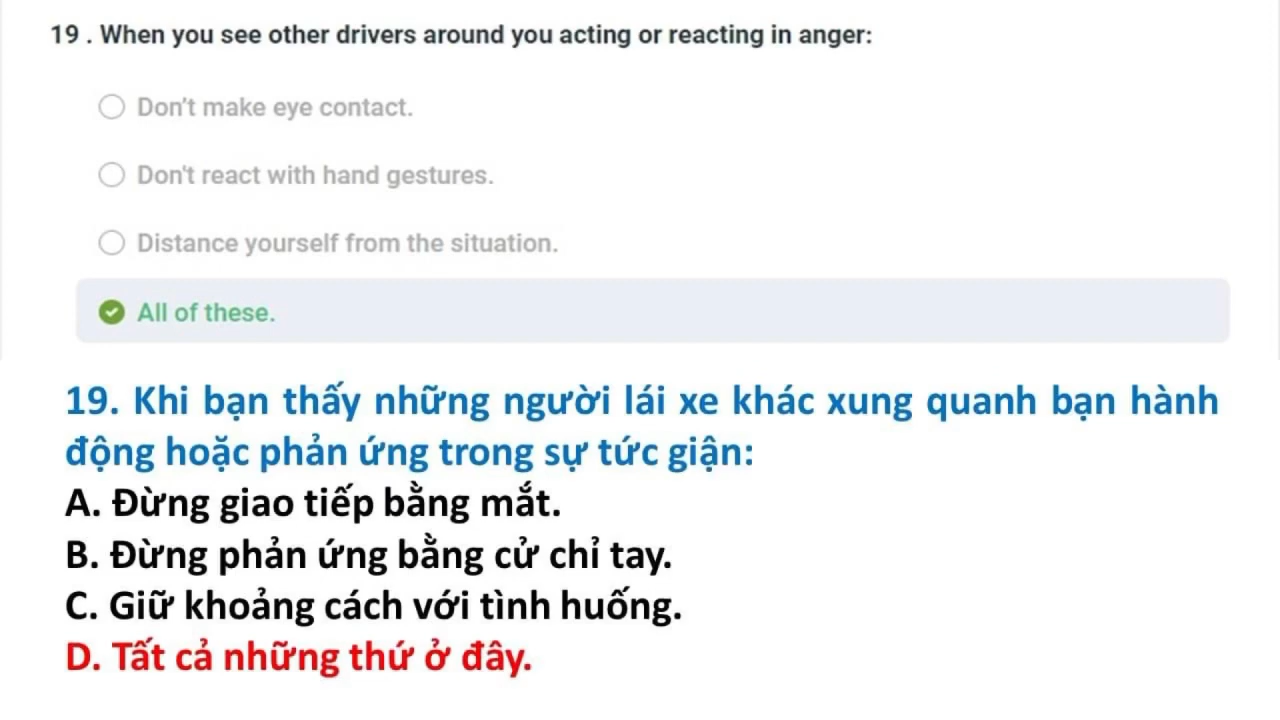 19 . When you see other drivers around you acting or reacting in anger:
Don't make eye contact.
Don't react with hand gestures.
Distance yourself from the situation.
All of these.
19. Khi bạn thấy những người lái xe khác xung quanh bạn hành
động hoặc phản ứng trong sự tức giận:
A. Đừng giao tiếp bằng mắt.
B. Đừng phản ứng bằng cử chỉ tay.
C. Giữ khoảng cách với tình huống.
D. Tất cả những thứ ở đây.